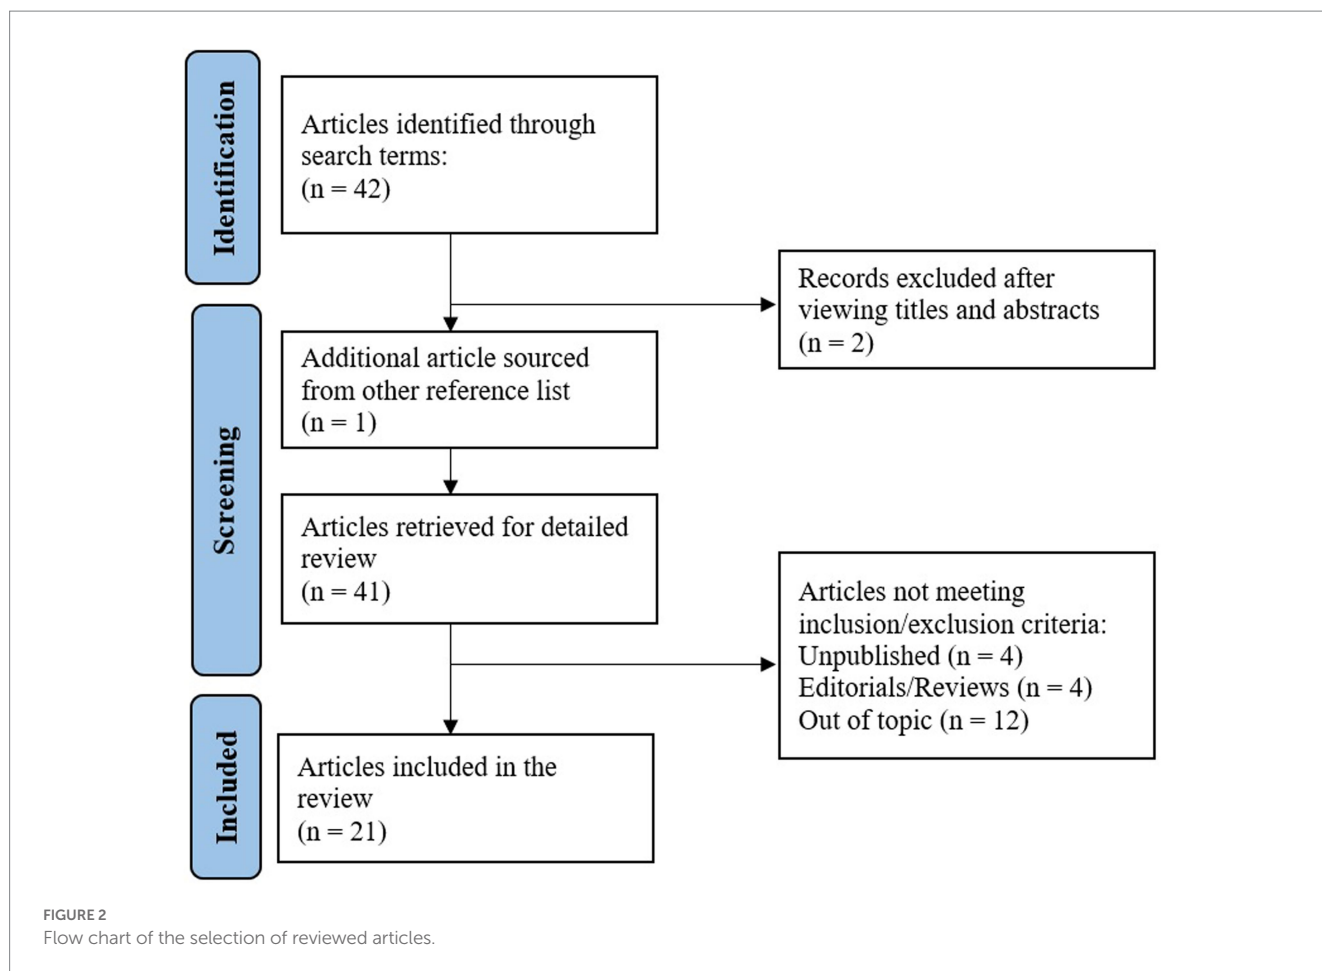 Identification
Articles identified through
search terms:
(n = 42)
Records excluded after
viewing titles and abstracts
(n = 2)
Screening
Additional article sourced
from other reference list
(n = 1)
Articles retrieved for detailed
review
(n = 41)
Articles not meeting
inclusion/exclusion criteria:
Unpublished (n = 4)
Editorials/Reviews (n = 4)
Out of topic (n = 12)
Included
Articles included in the
review
(n = 21)
FIGURE 2
Flow chart of the selection of reviewed articles.